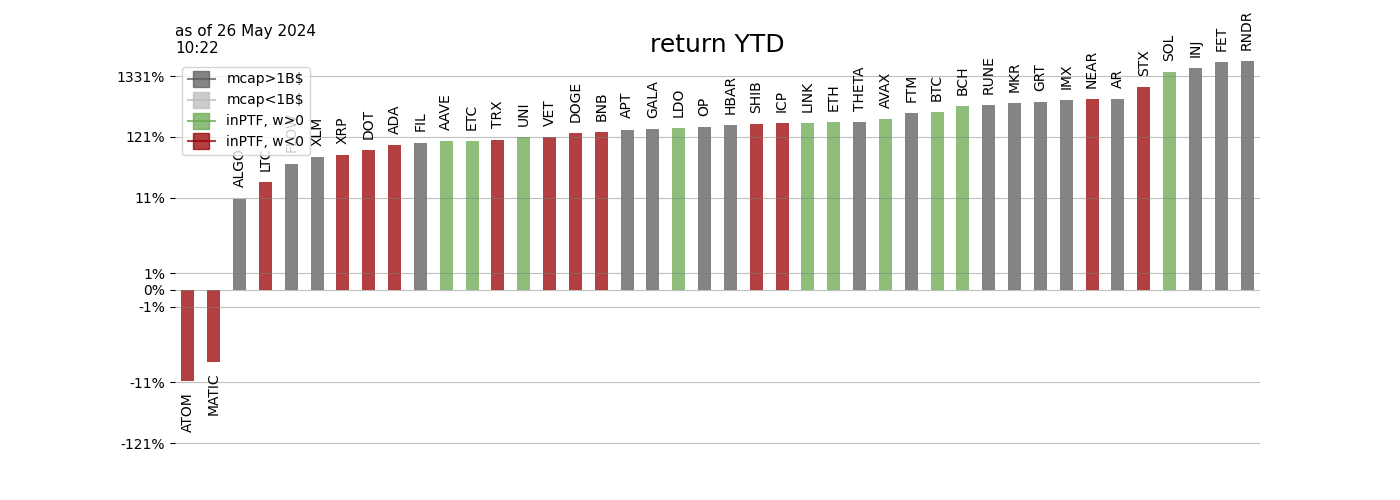 as of 26 May 2024
10:22
return YTD
mcap>1B$
mcap<1B$
inPTF, w>0
inPTF, w<0
1331%
121%
11%
1%
0%
-1%
-11%
-121%
ATOM
MATIC
ALGO
LTC
FLOW
XLM
XRP
DOT
ADA
FIL
AAVE
ETC
TRX
UNI
VET
DOGE
BNB
APT
GALA
LDO
OP
HBAR
SHIB
ICP
LINK
ETH
THETA
AVAX
FTM
BTC
BCH
RUNE
MKR
GRT
IMX
NEAR
AR
STX
SOL
INJ
FET
RNDR